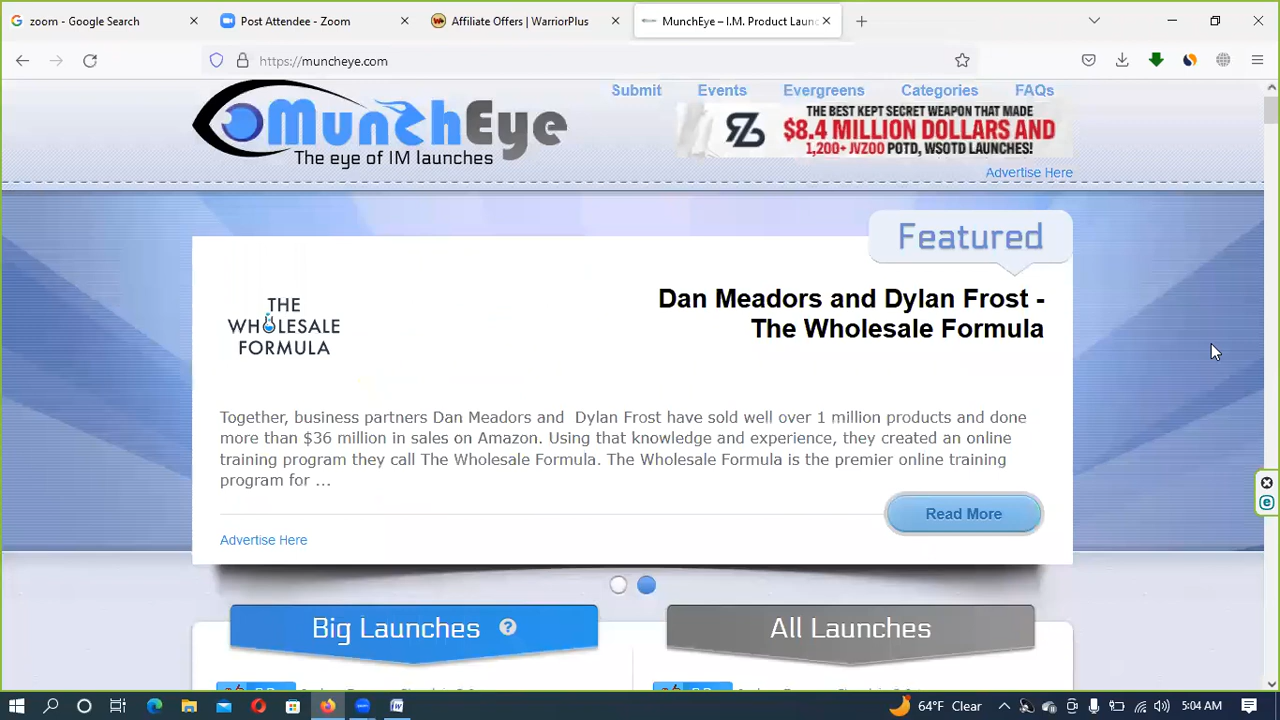 zoom - Google Search
Post Attendee - Zoom
Affiliate Offers | WarriorPlus
MunchEye – I.M. Product Launc
https://muncheye.com
MunchEye
The eye of IM launches
Submit Events Evergreens Categories FAQs
THE BEST KEPT SECRET WEAPON THAT MADE
$8.4 MILLION DOLLARS AND
1,200+ JVZOO POTD, WSOTD LAUNCHES!
Advertise Here
Featured
THE
WHOLESALE
FORMULA
Dan Meadors and Dylan Frost -
The Wholesale Formula
Together, business partners Dan Meadors and Dylan Frost have sold well over 1 million products and done
more than $36 million in sales on Amazon. Using that knowledge and experience, they created an online
training program they call The Wholesale Formula. The Wholesale Formula is the premier online training
program for ...
Read More
Advertise Here
Big Launches ?
All Launches
64°F Clear
5:04 AM